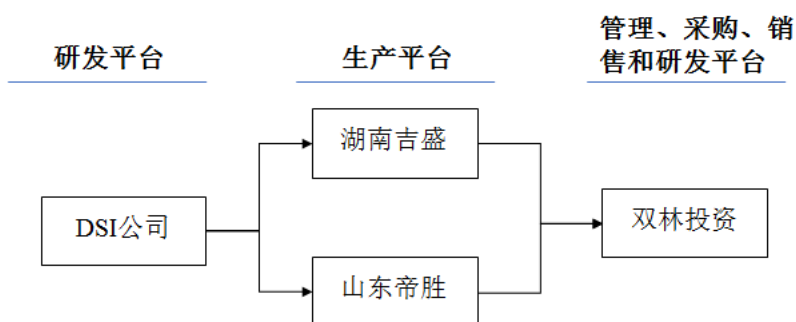 研发平台
生产平台
管理、采购、销
售和研发平台
湖南吉盛
DSI公司
双林投资
山东帝胜